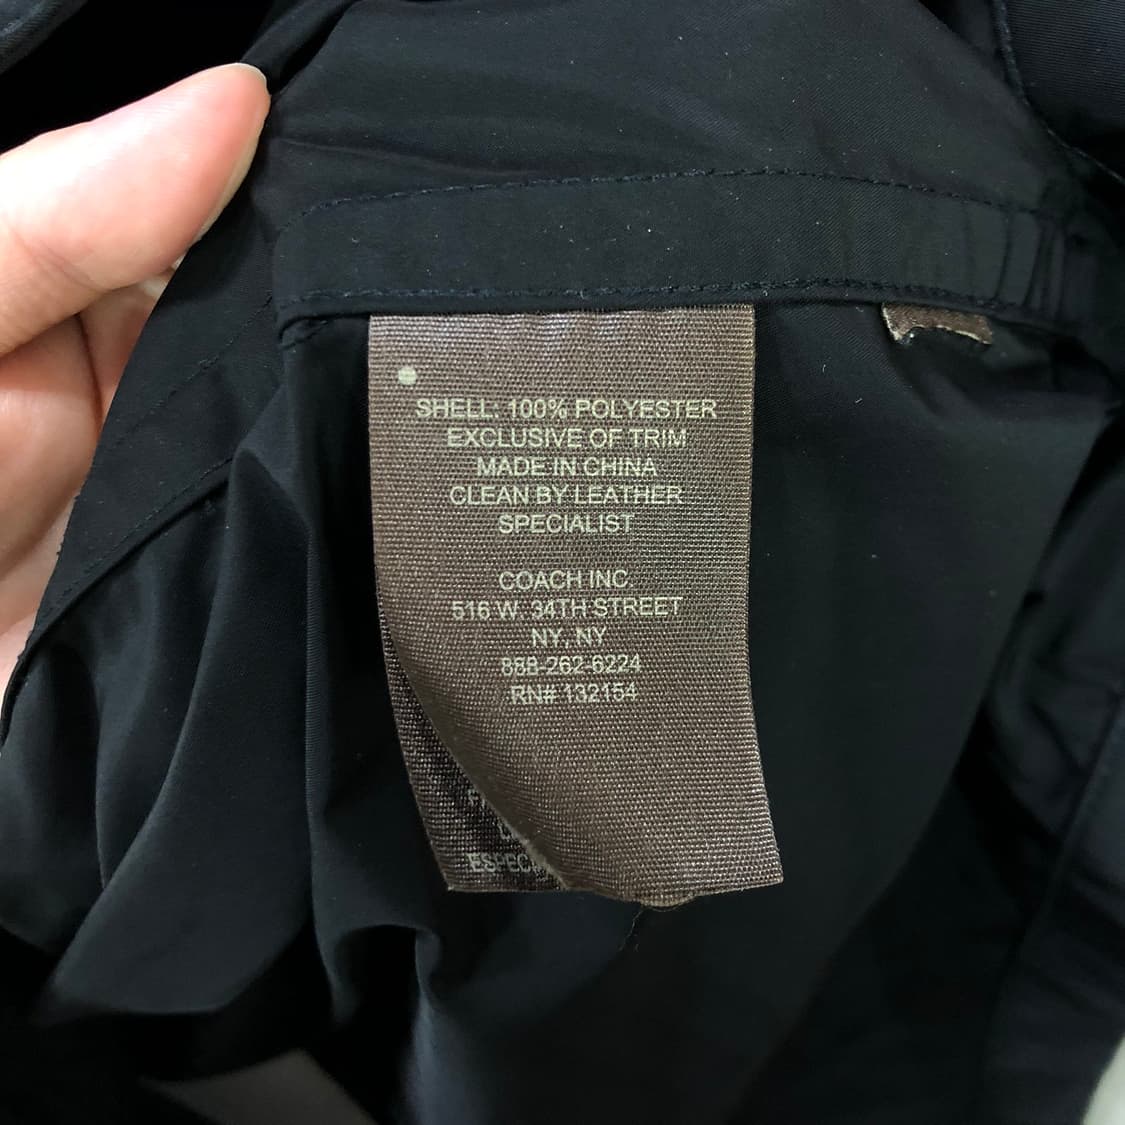 SHELL: 100% POLYESTER
EXCLUSIVE OF TRIM
MADE IN CHINA
CLEAN BY LEATHER
SPECIALIST
COACH INC.
516 W. 34TH STREET
NY, NY
888-262-6224
RN# 132154